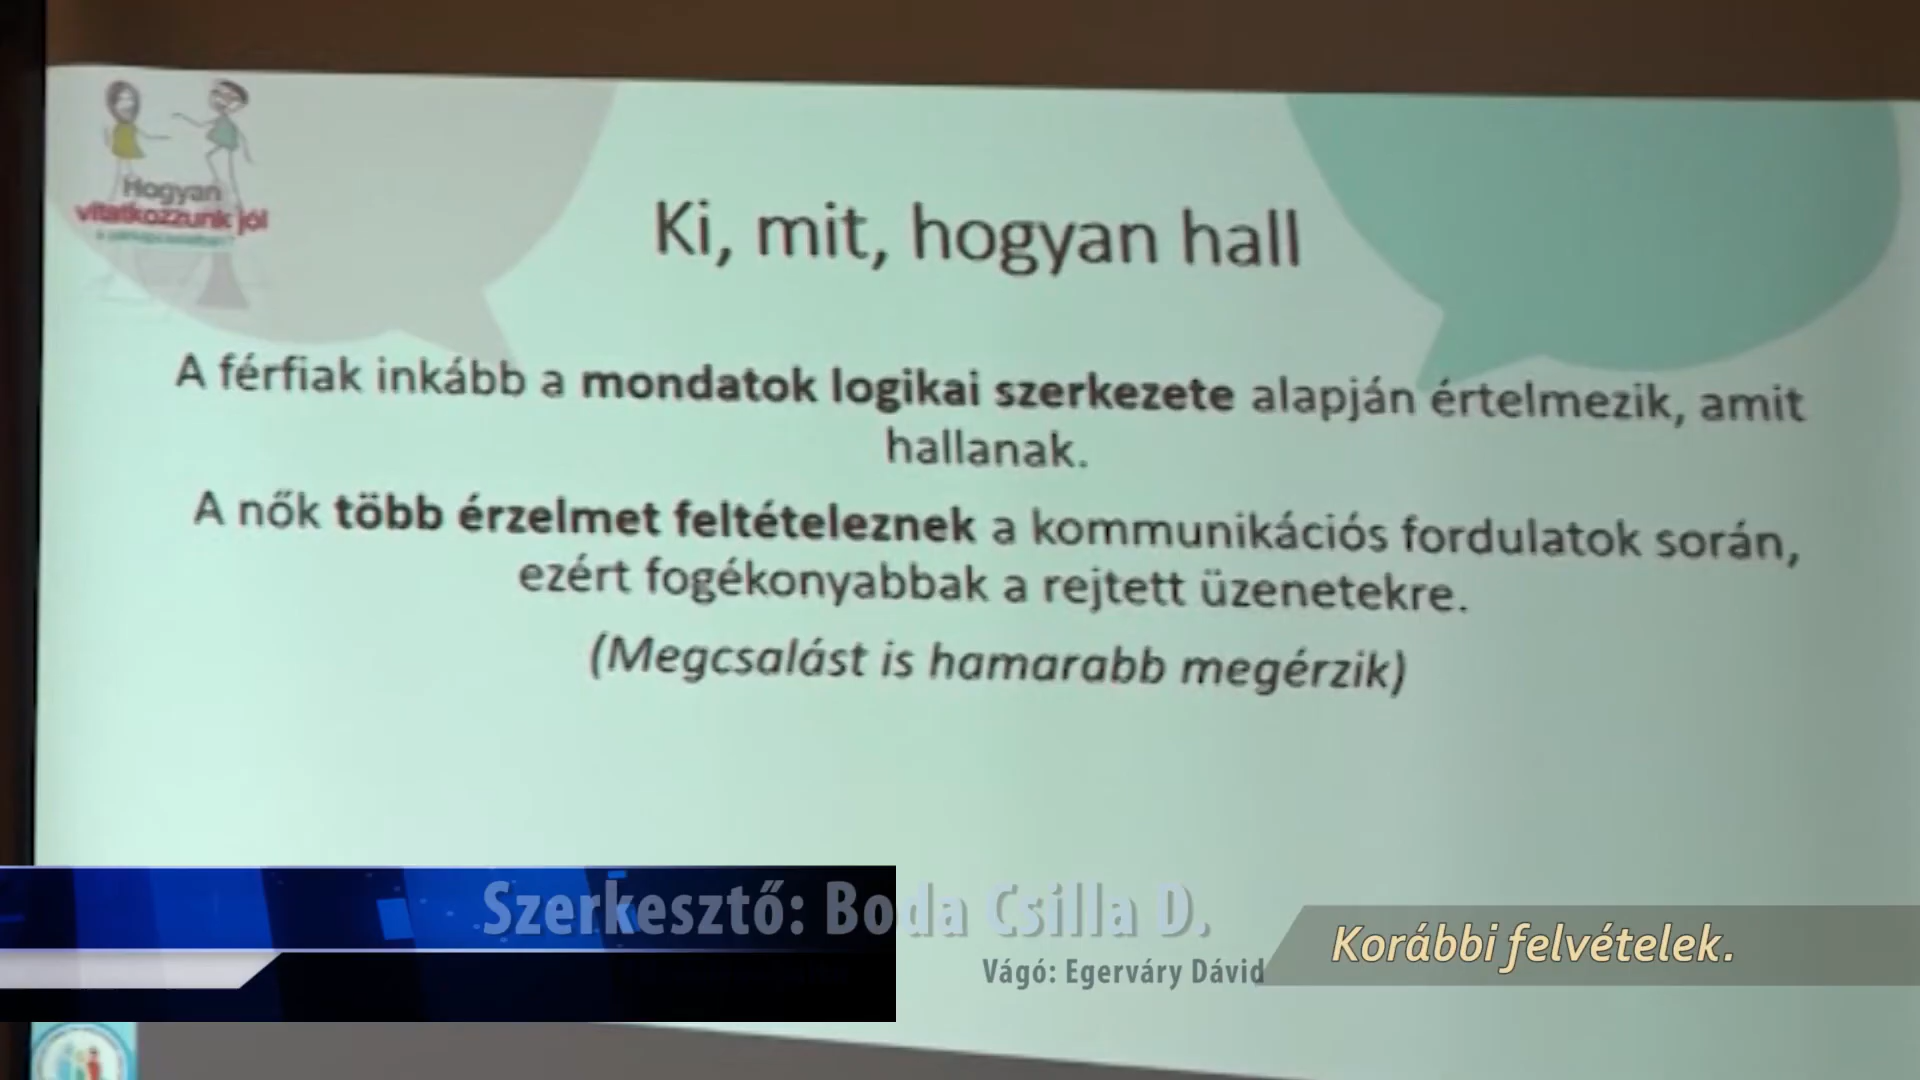 Hogyan
vitatkozzunk jól
Ki, mit, hogyan hall
A férfiak inkább a mondatok logikai szerkezete alapján értelmezik, amit
hallanak.
A nők több érzelmet feltételeznek a kommunikációs fordulatok során,
ezért fogékonyabbak a rejtett üzenetekre.
(Megcsalást is hamarabb megérzik)
Szerkesztő: Boda Csilla D.
Vágó: Egerváry Dávid
Korábbi felvételek.